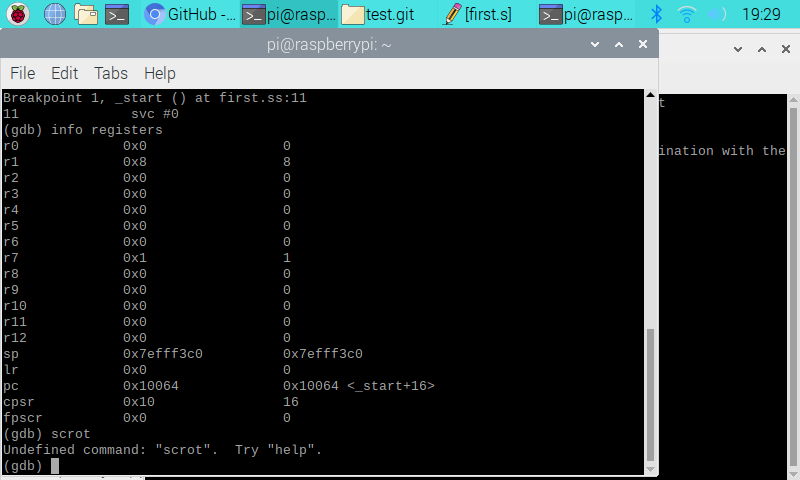 GitHub -... pi@rasp... test.git [first.s] pi@rasp... 19:29
pi@raspberrypi: ~
File Edit Tabs Help
Breakpoint 1, _start () at first.ss:11
11 svc #0
(gdb) info registers
r0 0x0 0
r1 0x8 8
r2 0x0 0
r3 0x0 0
r4 0x0 0
r5 0x0 0
r6 0x0 0
r7 0x1 1
r8 0x0 0
r9 0x0 0
r10 0x0 0
r11 0x0 0
r12 0x0 0
sp 0x7efff3c0 0x7efff3c0
lr 0x0 0
pc 0x10064 0x10064 <_start+16>
cpsr 0x10 16
fpscr 0x0 0
(gdb) scrot
Undefined command: "scrot". Try "help".
(gdb)
t
ination with the